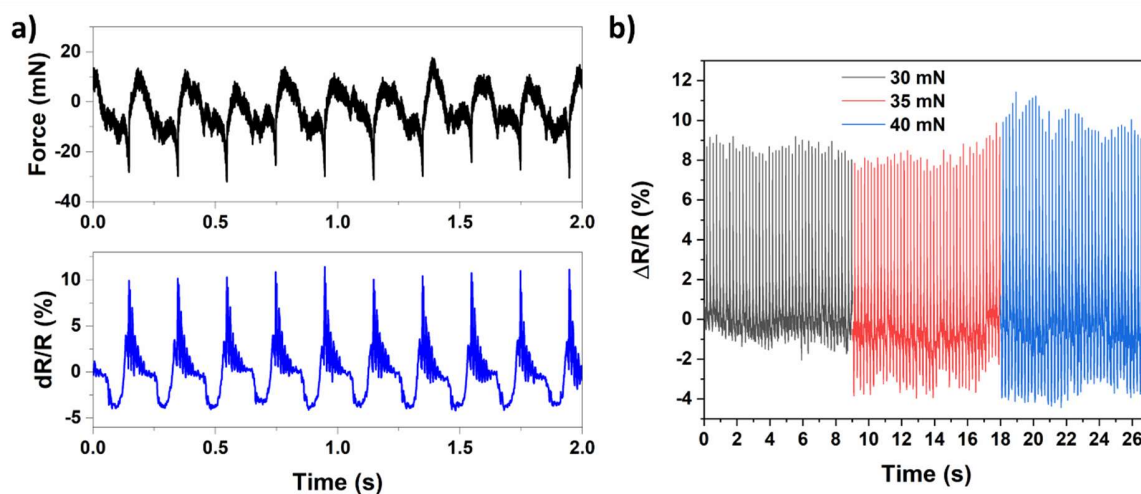 a)
Force (mN)
20
0
-20
-40
0.0 0.5 1.0 1.5 2.0
dR/R (%)
10
5
0
-5
0.0 0.5 1.0 1.5 2.0
Time (s)
b)
30 mN
35 mN
40 mN
ΔR/R (%)
12
10
8
6
4
2
0
-2
-4
0 2 4 6 8 10 12 14 16 18 20 22 24 26
Time (s)